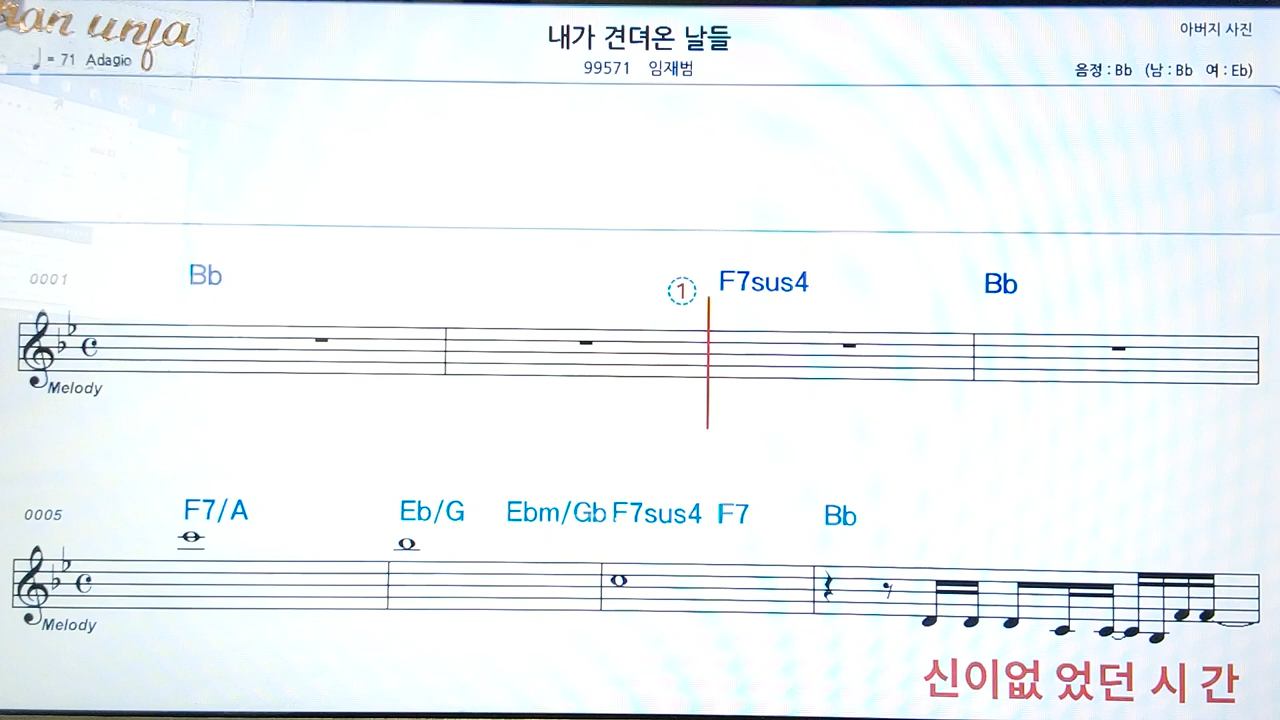 내가 견뎌온 날들
아버지 사진
= 71 Adagio
99571 임재범
음정 : Bb (남 : Bb 여 : Eb)
0001 Bb 1 F7sus4 Bb
Melody
0005 F7/A Eb/G Ebm/Gb F7sus4 F7 Bb
Melody
신이없 었던 시 간